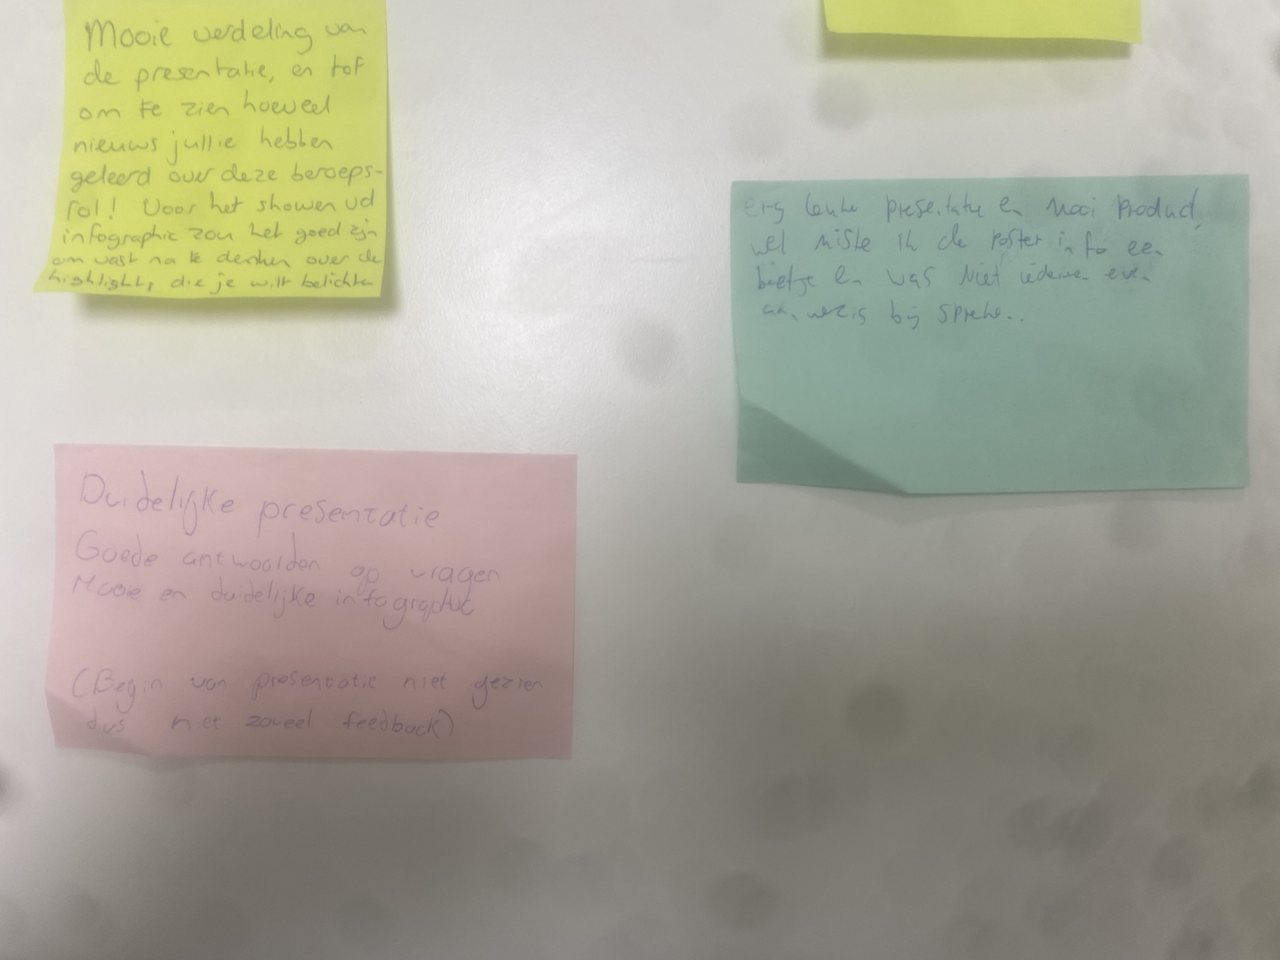 Mooie verdeling van
de presentatie, en tof
om te zien hoeveel
nieuws jullie hebben
geleerd over deze beroeps-
rol! Voor het showen vd
infographic zou het goed zijn
om vast na te denken over de
highlights die je wilt belichten
erg leuke presentatie en mooi product
wel miste ik de poster info een
beetje en was niet iedereen even
aanwezig bij spreken..
Duidelijke presentatie
Goede antwoorden op vragen
Mooie en duidelijke infographic
(Begin van presentatie niet gezien
dus niet zoveel feedback)